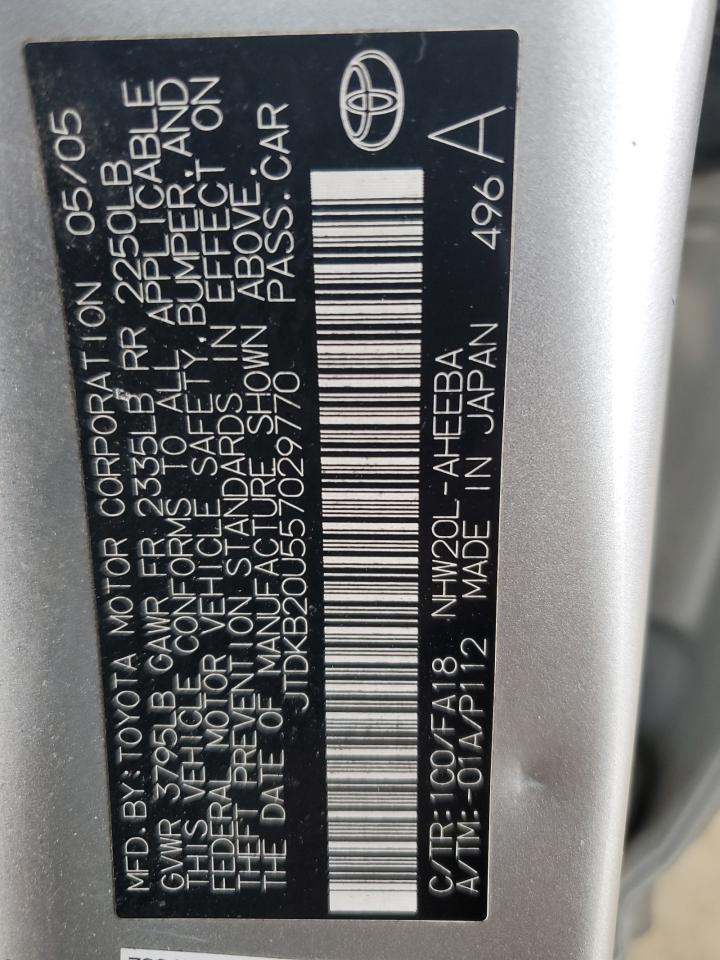 MFD. BY: TOYOTA MOTOR CORPORATION 05/05
GVWR 3795LB GAWR FR 2335LB RR 2250LB
THIS VEHICLE CONFORMS TO ALL APPLICABLE
FEDERAL MOTOR VEHICLE SAFETY, BUMPER, AND
THEFT PREVENTION STANDARDS IN EFFECT ON
THE DATE OF MANUFACTURE SHOWN ABOVE.
JTDKB20U557029770 PASS. CAR
C/TR: 1C0/FA18 NHW20L-AHEEBA 496 A
A/TM: -01A/P112 MADE IN JAPAN